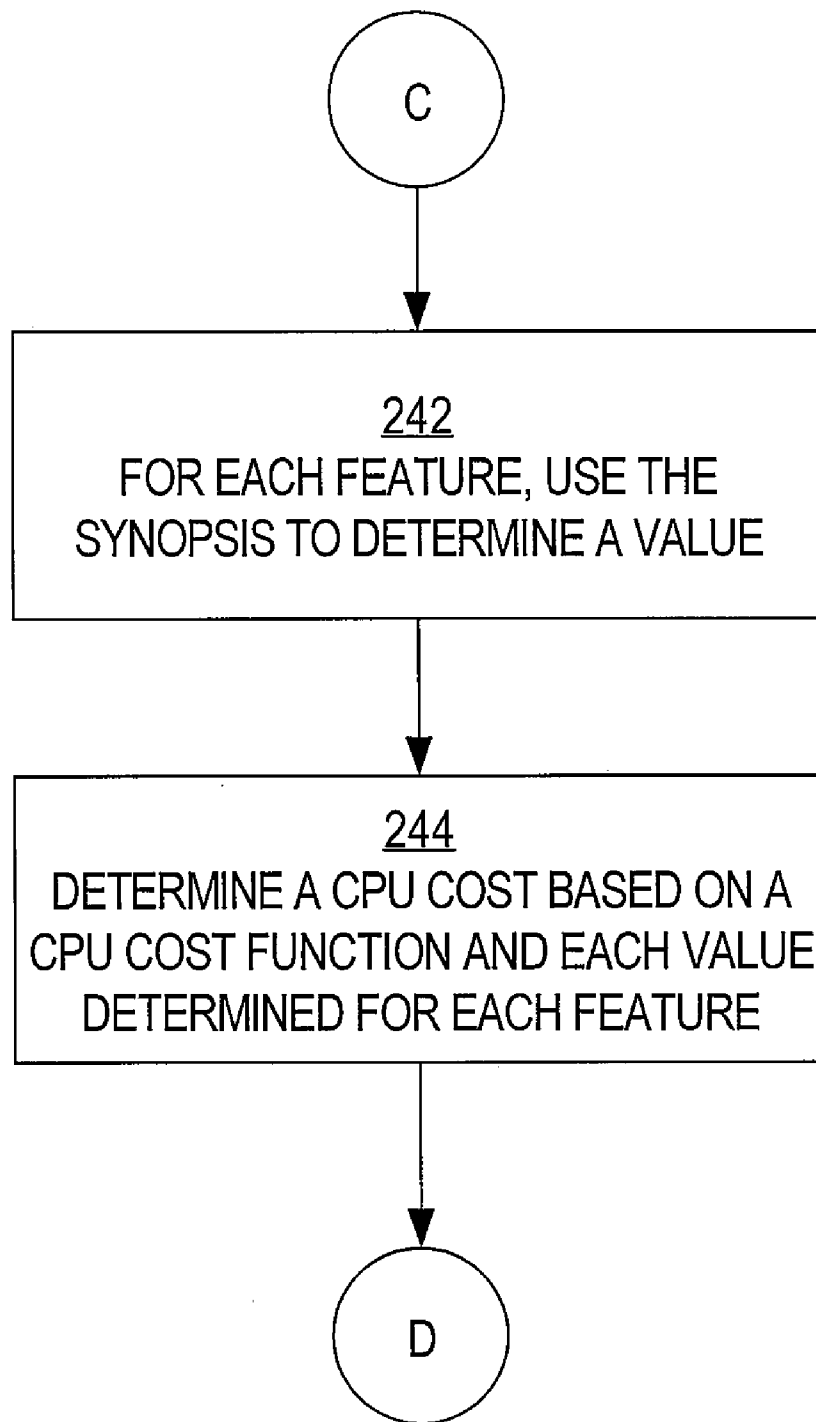 C
242
FOR EACH FEATURE, USE THE
SYNOPSIS TO DETERMINE A VALUE
244
DETERMINE A CPU COST BASED ON A
CPU COST FUNCTION AND EACH VALUE
DETERMINED FOR EACH FEATURE
D